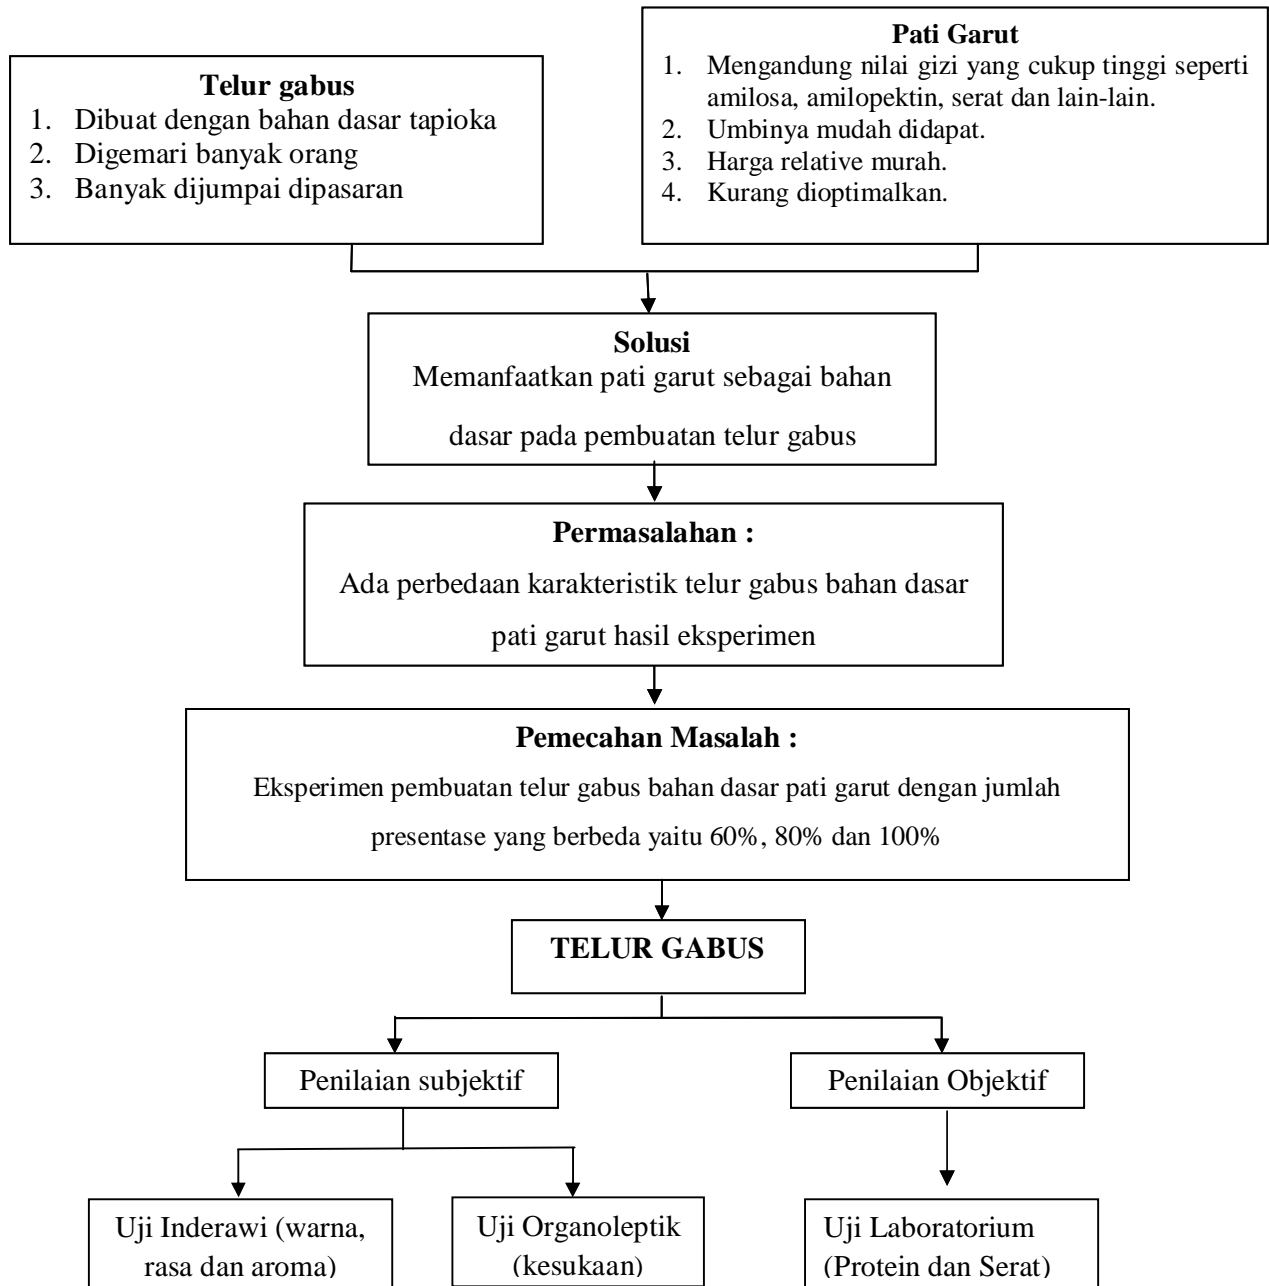 Telur gabus
1. Dibuat dengan bahan dasar tapioka
2. Digemari banyak orang
3. Banyak dijumpai dipasaran
Pati Garut
1. Mengandung nilai gizi yang cukup tinggi seperti
amilosa, amilopektin, serat dan lain-lain.
2. Umbinya mudah didapat.
3. Harga relative murah.
4. Kurang dioptimalkan.
Solusi
Memanfaatkan pati garut sebagai bahan
dasar pada pembuatan telur gabus
Permasalahan :
Ada perbedaan karakteristik telur gabus bahan dasar
pati garut hasil eksperimen
Pemecahan Masalah :
Eksperimen pembuatan telur gabus bahan dasar pati garut dengan jumlah
presentase yang berbeda yaitu 60%, 80% dan 100%
TELUR GABUS
Penilaian subjektif
Penilaian Objektif
Uji Inderawi (warna,
rasa dan aroma)
Uji Organoleptik
(kesukaan)
Uji Laboratorium
(Protein dan Serat)